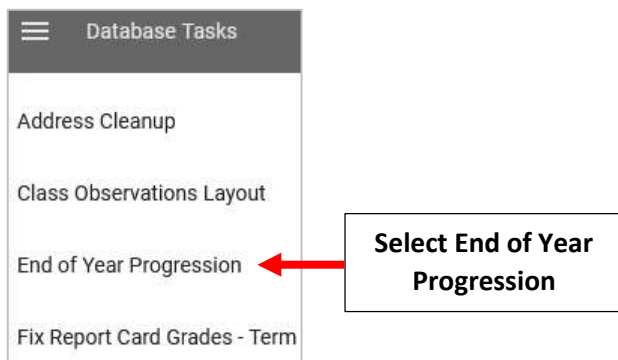 Database Tasks
Address Cleanup
Class Observations Layout
End of Year Progression
Select End of Year
Progression
Fix Report Card Grades - Term